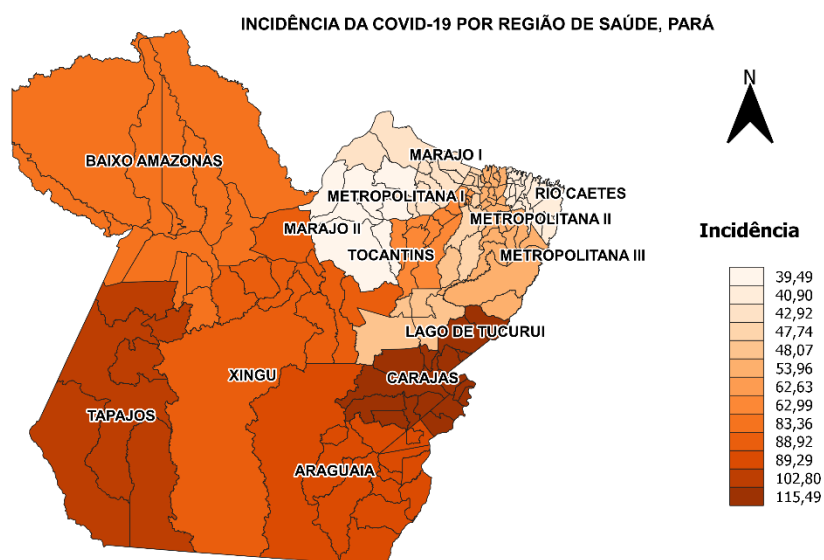 INCIDÊNCIA DA COVID-19 POR REGIÃO DE SAÚDE, PARÁ
N
BAIXO AMAZONAS
MARAJO I
METROPOLITANA I
RIO CAETES
MARAJO II
METROPOLITANA II
TOCANTINS
METROPOLITANA III
LAGO DE TUCURUI
XINGU
CARAJAS
TAPAJOS
ARAGUAIA
Incidência
39,49
40,90
42,92
47,74
48,07
53,96
62,63
62,99
83,36
88,92
89,29
102,80
115,49